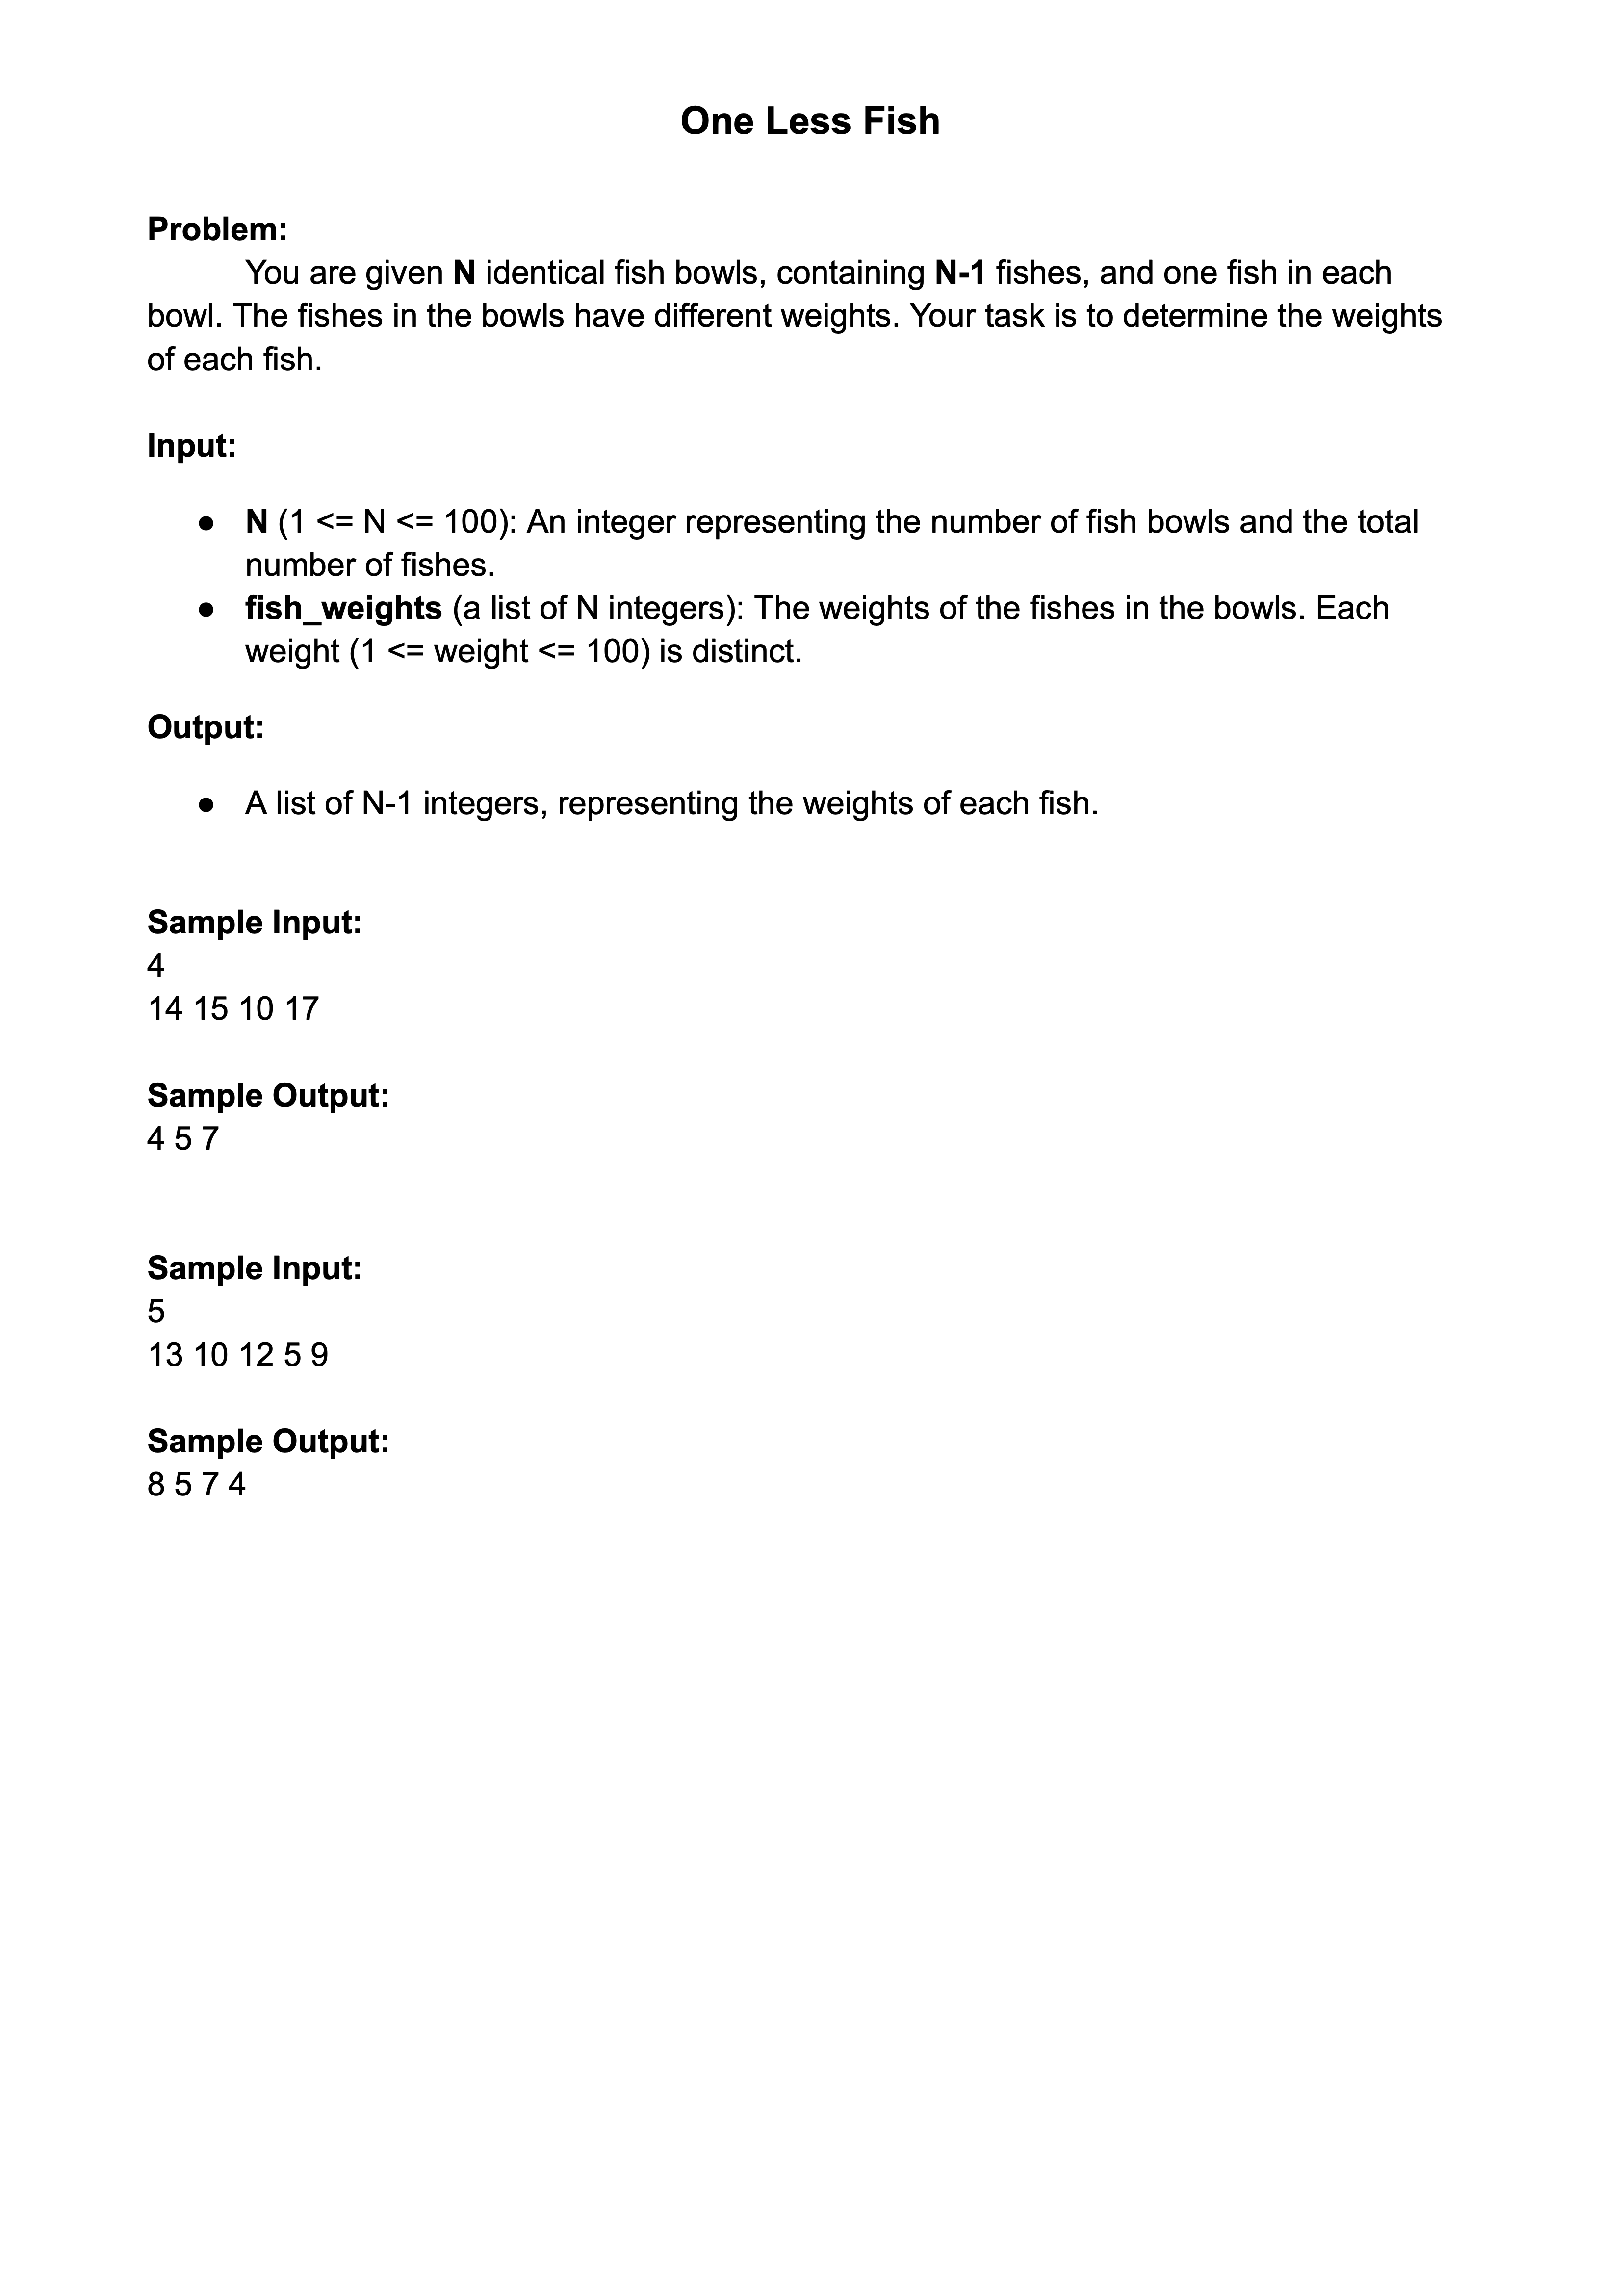 One Less Fish
Problem:
You are given N identical fish bowls, containing N-1 fishes, and one fish in each
bowl. The fishes in the bowls have different weights. Your task is to determine the weights
of each fish.
Input:
● N (1 <= N <= 100): An integer representing the number of fish bowls and the total
number of fishes.
● fish_weights (a list of N integers): The weights of the fishes in the bowls. Each
weight (1 <= weight <= 100) is distinct.
Output:
● A list of N-1 integers, representing the weights of each fish.
Sample Input:
4
14 15 10 17
Sample Output:
4 5 7
Sample Input:
5
13 10 12 5 9
Sample Output:
8 5 7 4